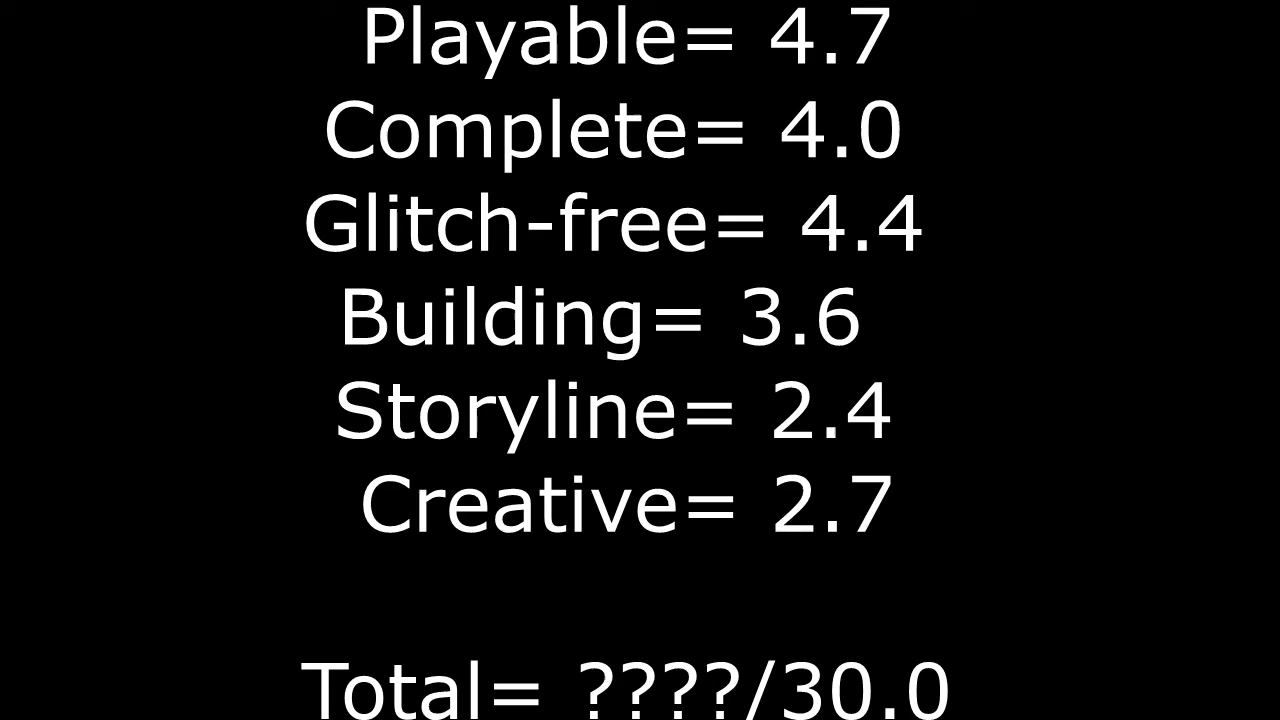 Playable= 4.7
Complete= 4.0
Glitch-free= 4.4
Building= 3.6
Storyline= 2.4
Creative= 2.7
Total= ????/30.0